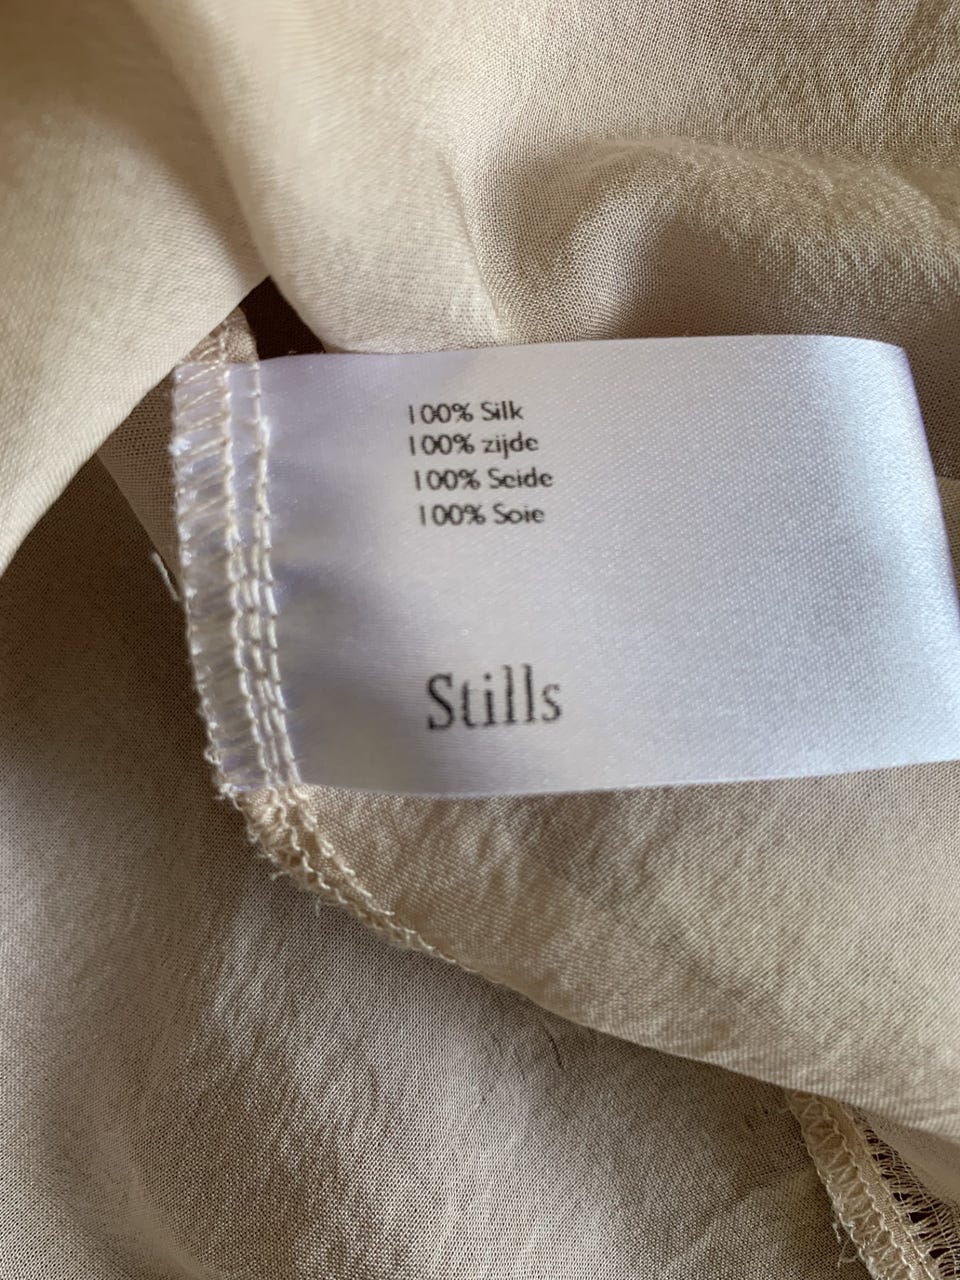 100% Silk
100% zijde
100% Seide
100% Soie
Stills